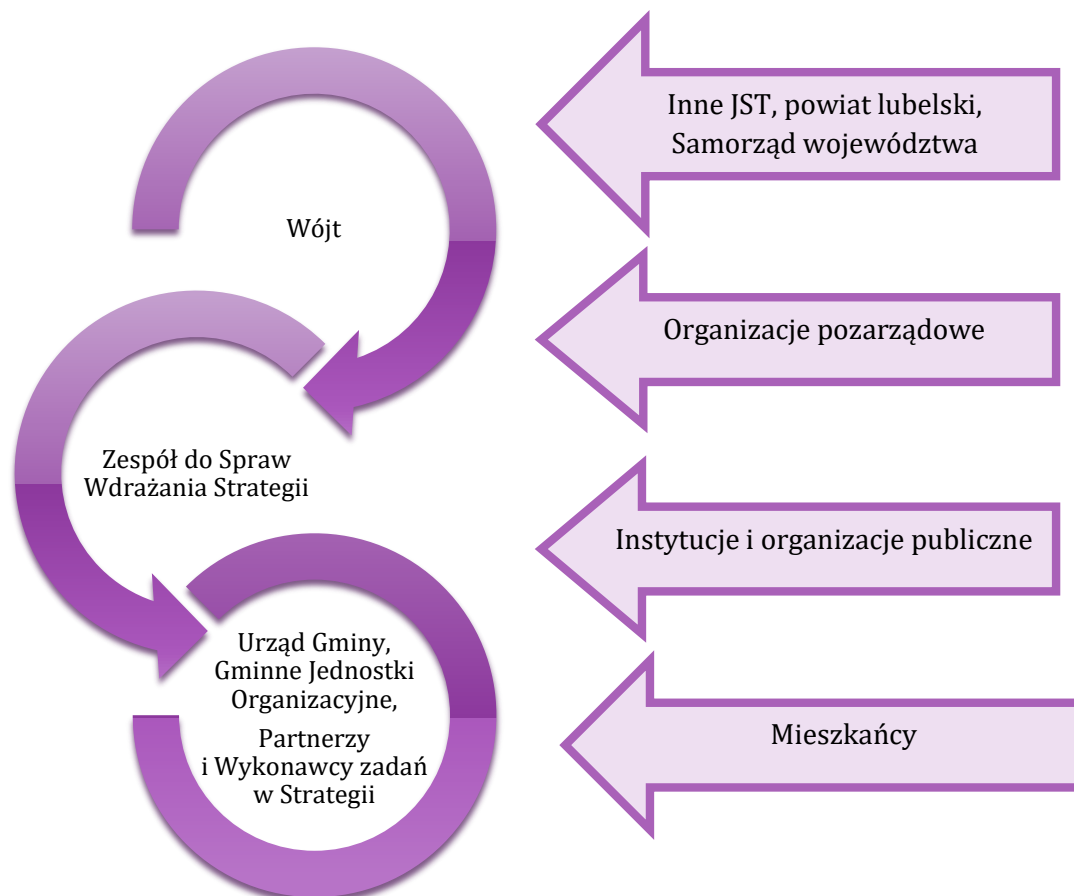 Inne JST, powiat lubelski,
Samorząd województwa
Wójt
Organizacje pozarządowe
Zespół do Spraw
Wdrażania Strategii
Instytucje i organizacje publiczne
Urząd Gminy,
Gminne Jednostki
Organizacyjne,
Partnerzy
i Wykonawcy zadań
w Strategii
Mieszkańcy